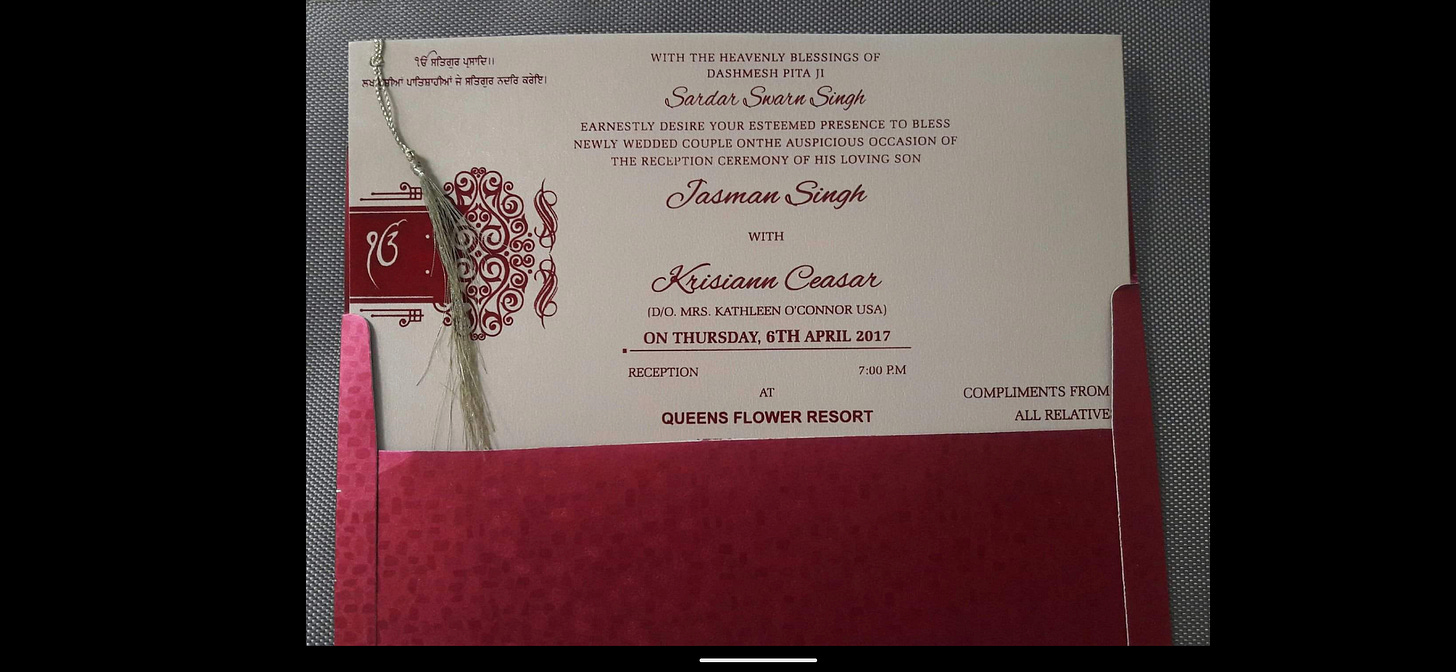 ੴ ਸਤਿਗੁਰ ਪ੍ਰਸਾਦਿ।।
ਪਾਤਿਸ਼ਾਹੀਆਂ ਜੇ ਸਤਿਗੁਰ ਨਦਰਿ ਕਰੇਇ।
ੴ
WITH THE HEAVENLY BLESSINGS OF
DASHMESH PITA JI
Sardar Swarn Singh
EARNESTLY DESIRE YOUR ESTEEMED PRESENCE TO BLESS
NEWLY WEDDED COUPLE ONTHE AUSPICIOUS OCCASION OF
THE RECEPTION CEREMONY OF HIS LOVING SON
Jasman Singh
WITH
Krisiann Ceasar
(D/O. MRS. KATHLEEN O'CONNOR USA)
ON THURSDAY, 6TH APRIL 2017
RECEPTION 7:00 P.M
AT
QUEENS FLOWER RESORT
COMPLIMENTS FROM
ALL RELATIVE